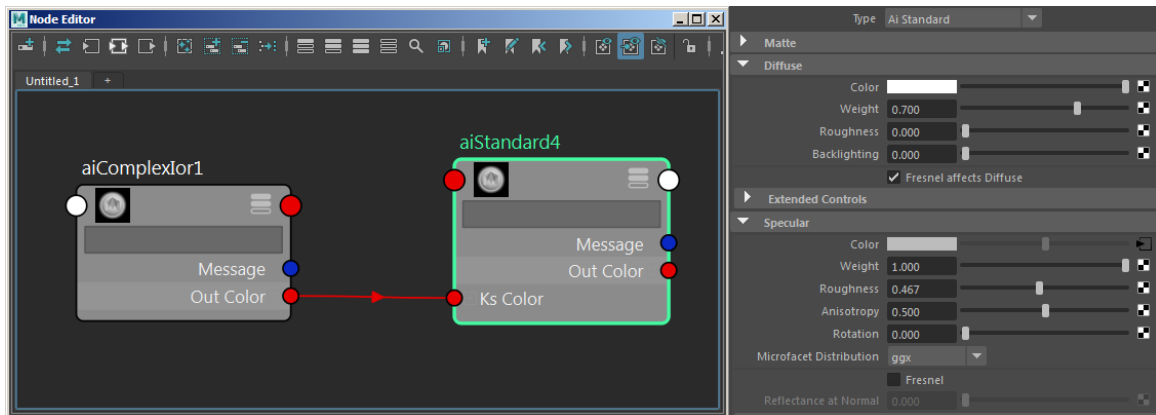 Node Editor
Untitled_1 +
aiComplexIor1
Message
Out Color
aiStandard4
Message
Out Color
Ks Color
Type Ai Standard
Matte
Diffuse
Color
Weight 0.700
Roughness 0.000
Backlighting 0.000
Fresnel affects Diffuse
Extended Controls
Specular
Color
Weight 1.000
Roughness 0.467
Anisotropy 0.500
Rotation 0.000
Microfacet Distribution ggx
Fresnel
Reflectance at Normal 0.000